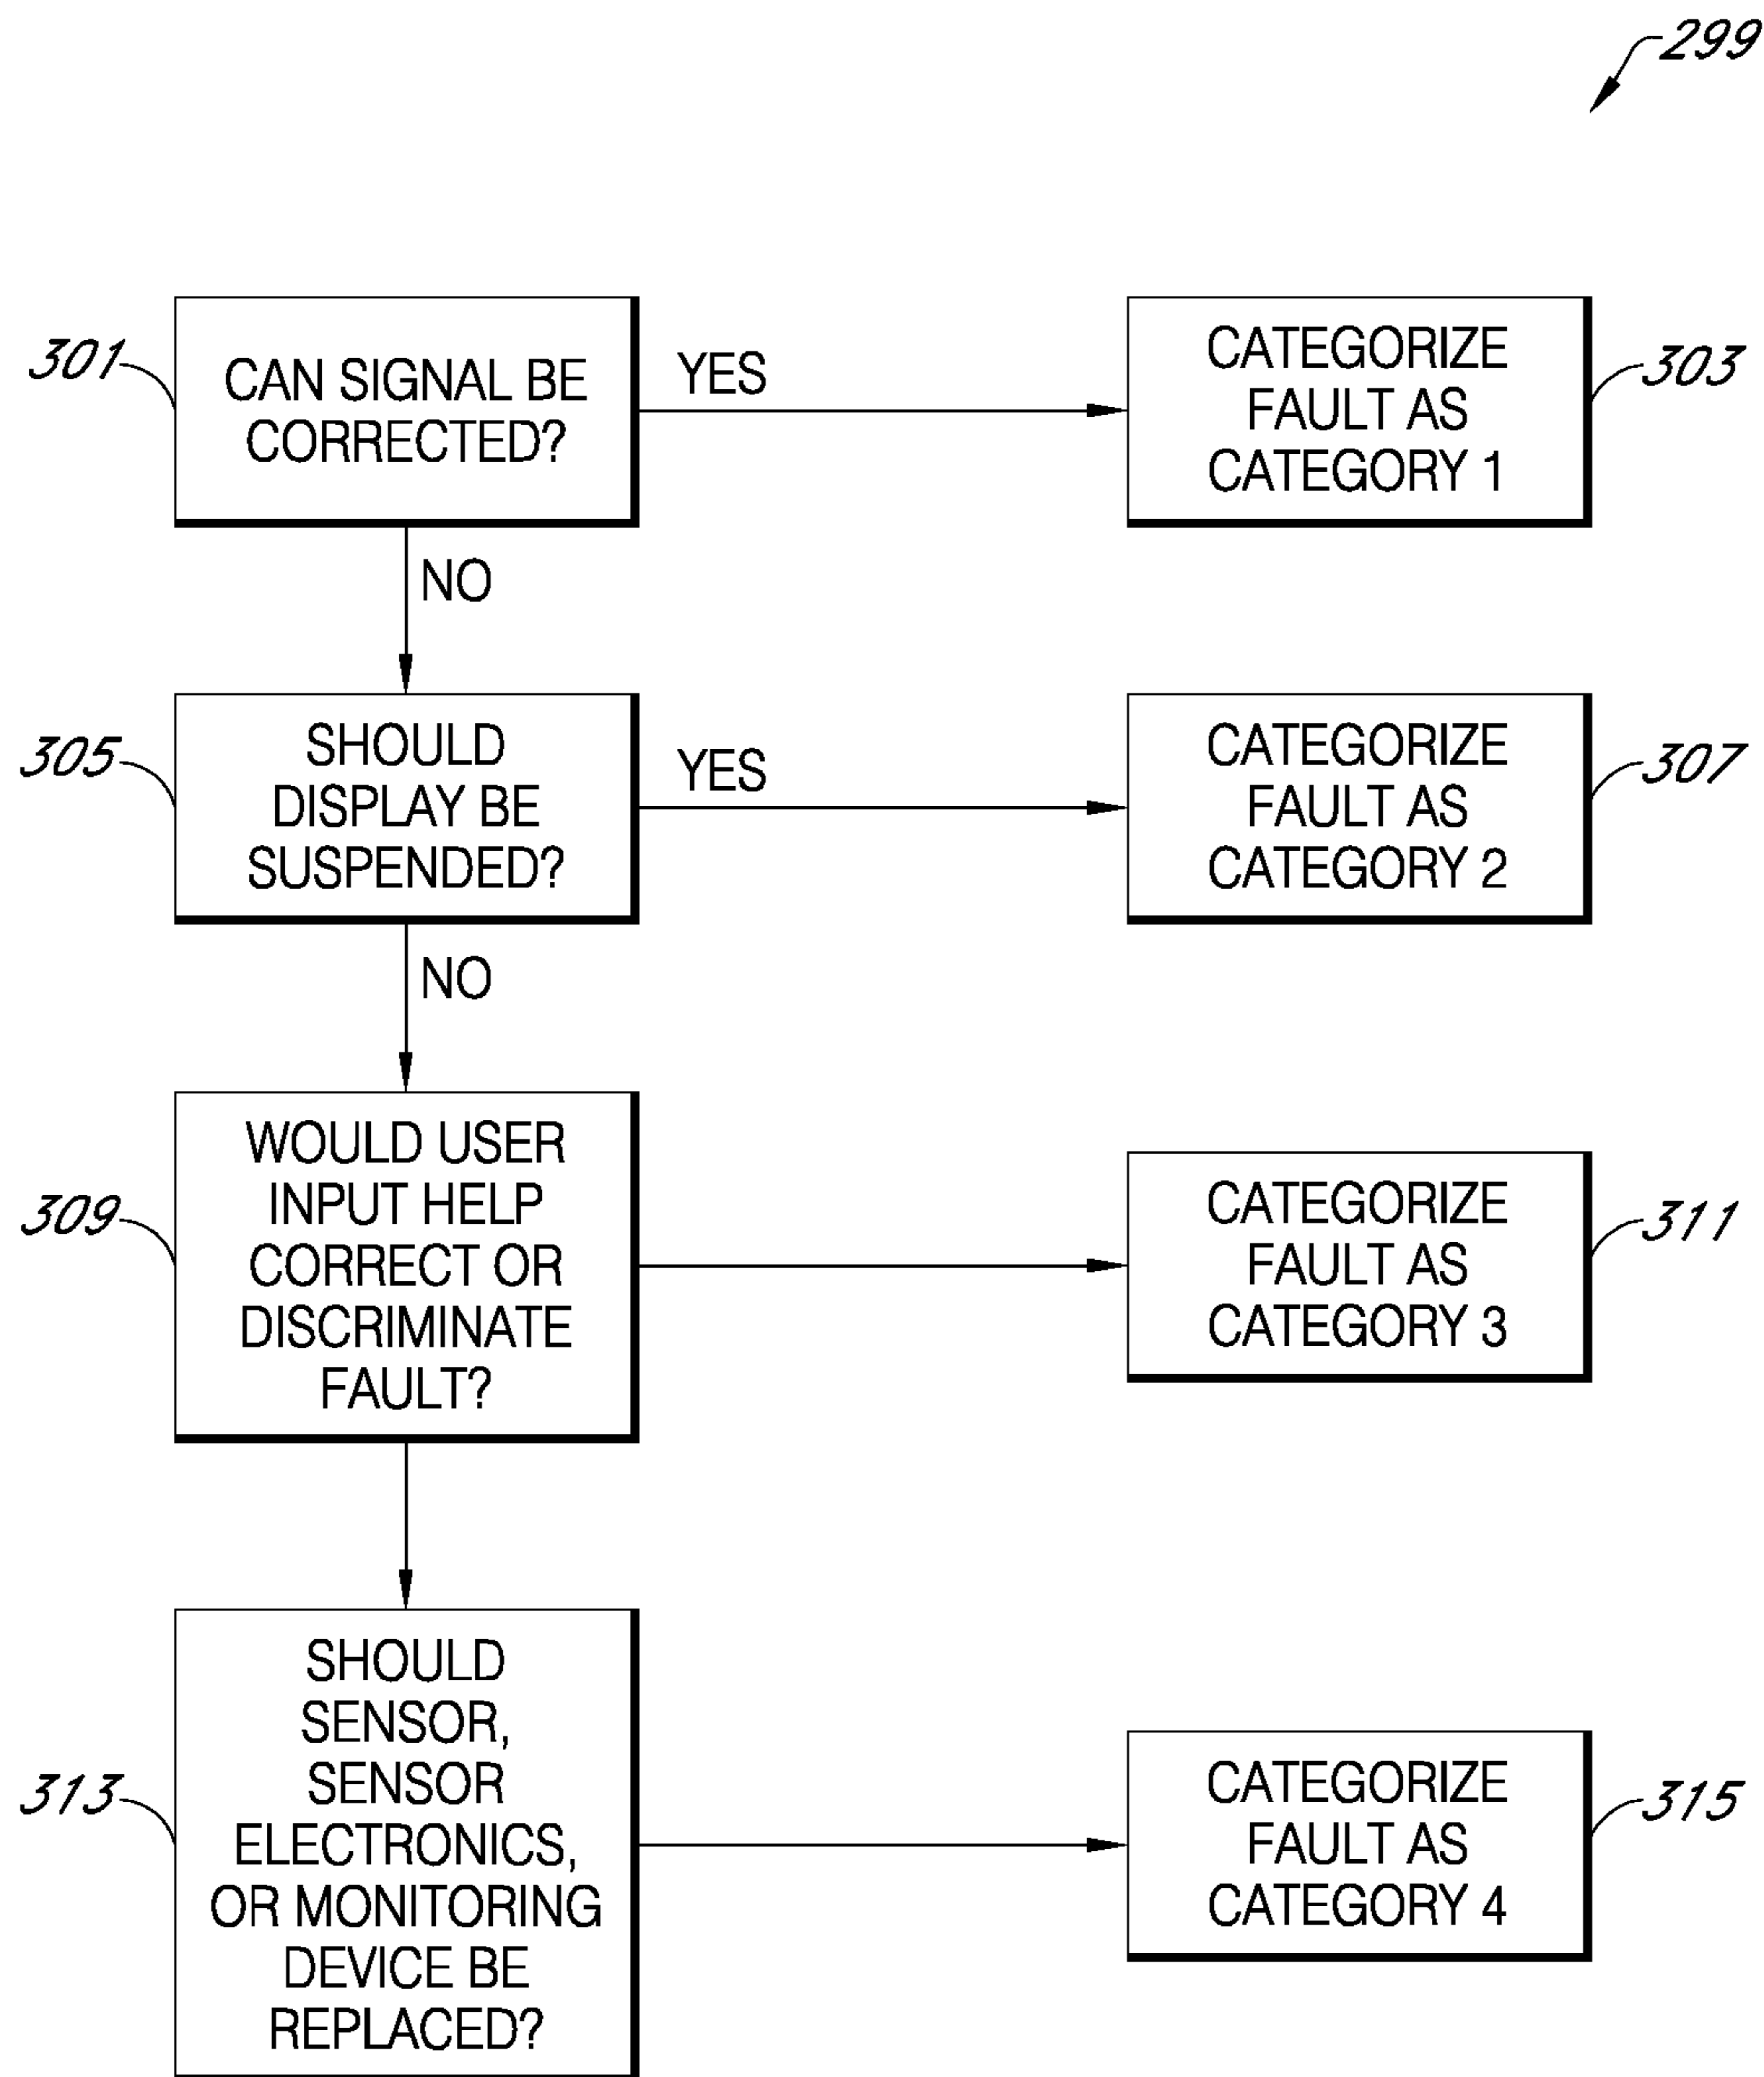 299
301
CAN SIGNAL BE
CORRECTED?
YES
CATEGORIZE
FAULT AS
CATEGORY 1
303
NO
305
SHOULD
DISPLAY BE
SUSPENDED?
YES
CATEGORIZE
FAULT AS
CATEGORY 2
307
NO
309
WOULD USER
INPUT HELP
CORRECT OR
DISCRIMINATE
FAULT?
CATEGORIZE
FAULT AS
CATEGORY 3
311
313
SHOULD
SENSOR,
SENSOR
ELECTRONICS,
OR MONITORING
DEVICE BE
REPLACED?
CATEGORIZE
FAULT AS
CATEGORY 4
315